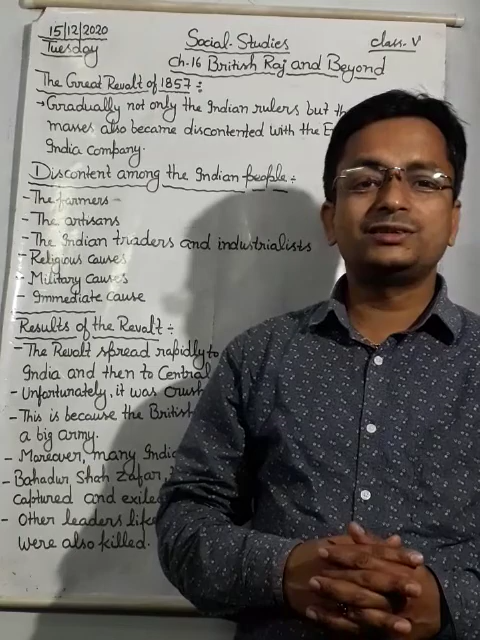 15/12/2020
Tuesday
Social-Studies
class-V
Ch.16 British Raj and Beyond
The Great Revolt of 1857 :
→Gradually not only the Indian rulers but
masses also became discontented with the
India company.
Discontent among the Indian people :
- The farmers
- The artisans
- The Indian traders and industrialists
- Religious causes
- Military causes
- Immediate cause
Results of the Revolt :
- The Revolt spread rapidly to
India and then to Central
- Unfortunately, it was
- This is because the British
a big army.
- Moreover, many
- Bahadur Shah Zafar,
captured and
- Other leaders like
were also killed.